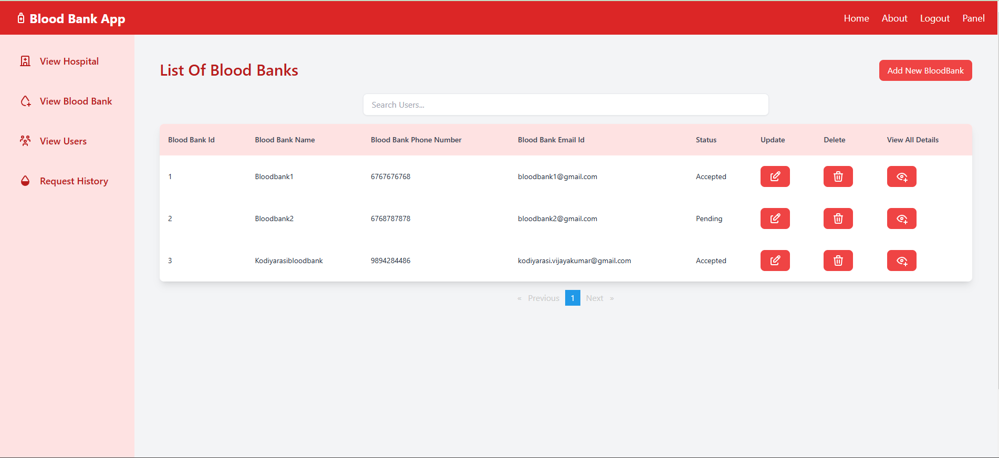 Blood Bank App Home About Logout Panel
View Hospital
View Blood Bank
View Users
Request History
List Of Blood Banks Add New BloodBank
Search Users...
Blood Bank Id Blood Bank Name Blood Bank Phone Number Blood Bank Email Id Status Update Delete View All Details
1 Bloodbank1 6767676768 bloodbank1@gmail.com Accepted
2 Bloodbank2 6768787878 bloodbank2@gmail.com Pending
3 Kodiyarasibloodbank 9894284486 kodiyarasi.vijayakumar@gmail.com Accepted
« Previous 1 Next »